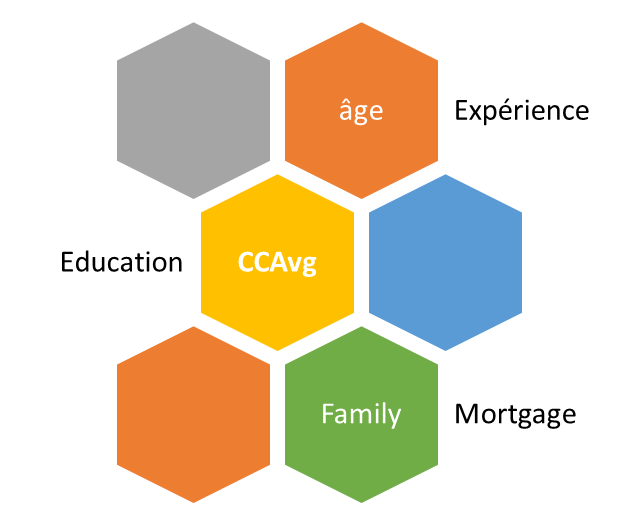 âge
Expérience
Education
CCAvg
Family
Mortgage